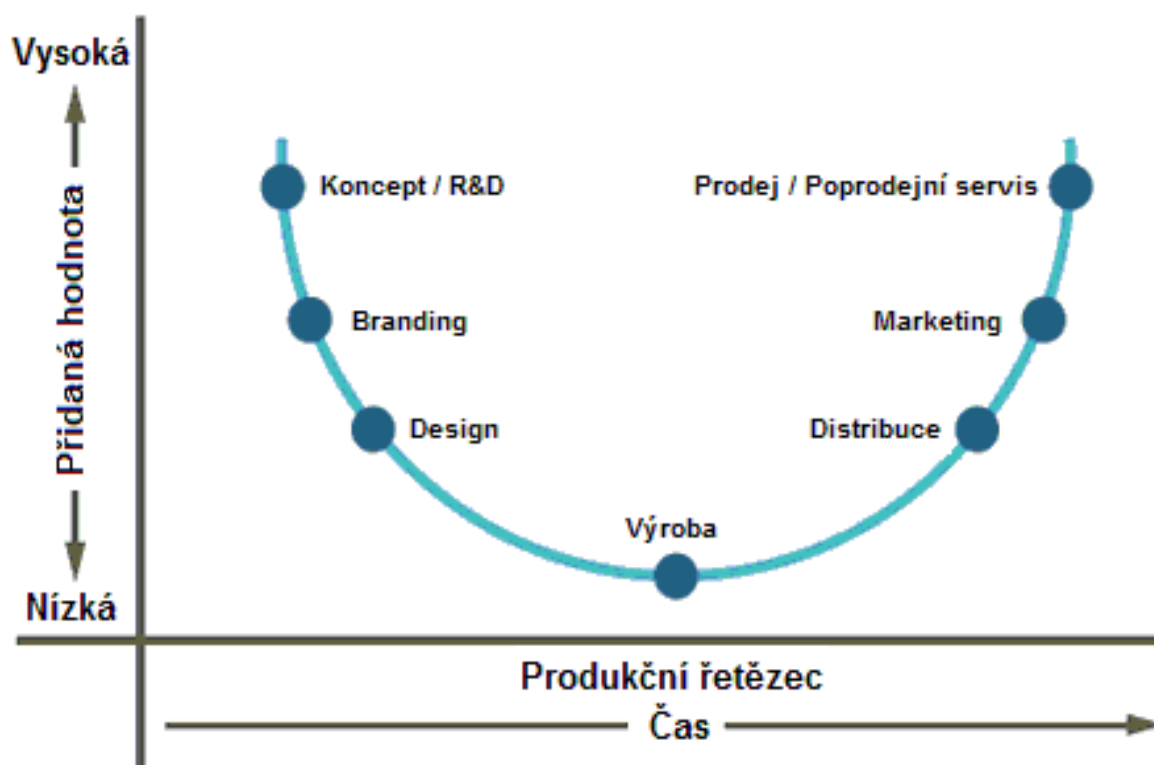 Vysoká
Přidaná hodnota
Nízká
Koncept / R&D
Prodej / Poprodejní servis
Branding
Marketing
Design
Distribuce
Výroba
Produkční řetězec
Čas